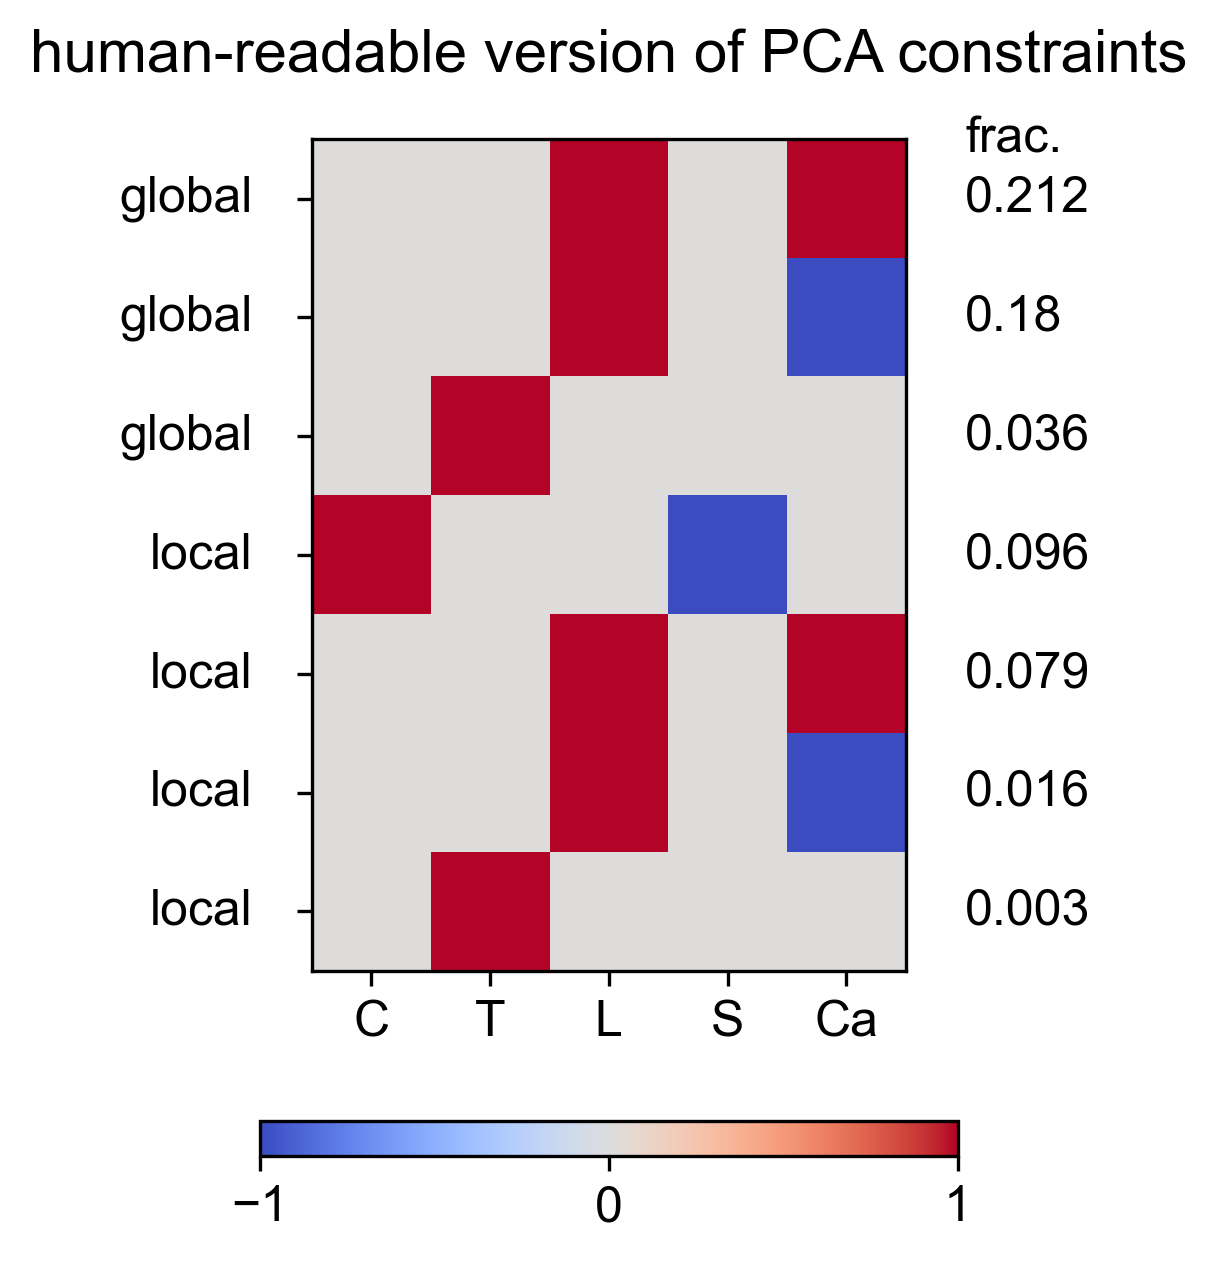 human-readable version of PCA constraints
frac.
global 0.212
global 0.18
global 0.036
local 0.096
local 0.079
local 0.016
local 0.003
C T L S Ca
−1 0 1